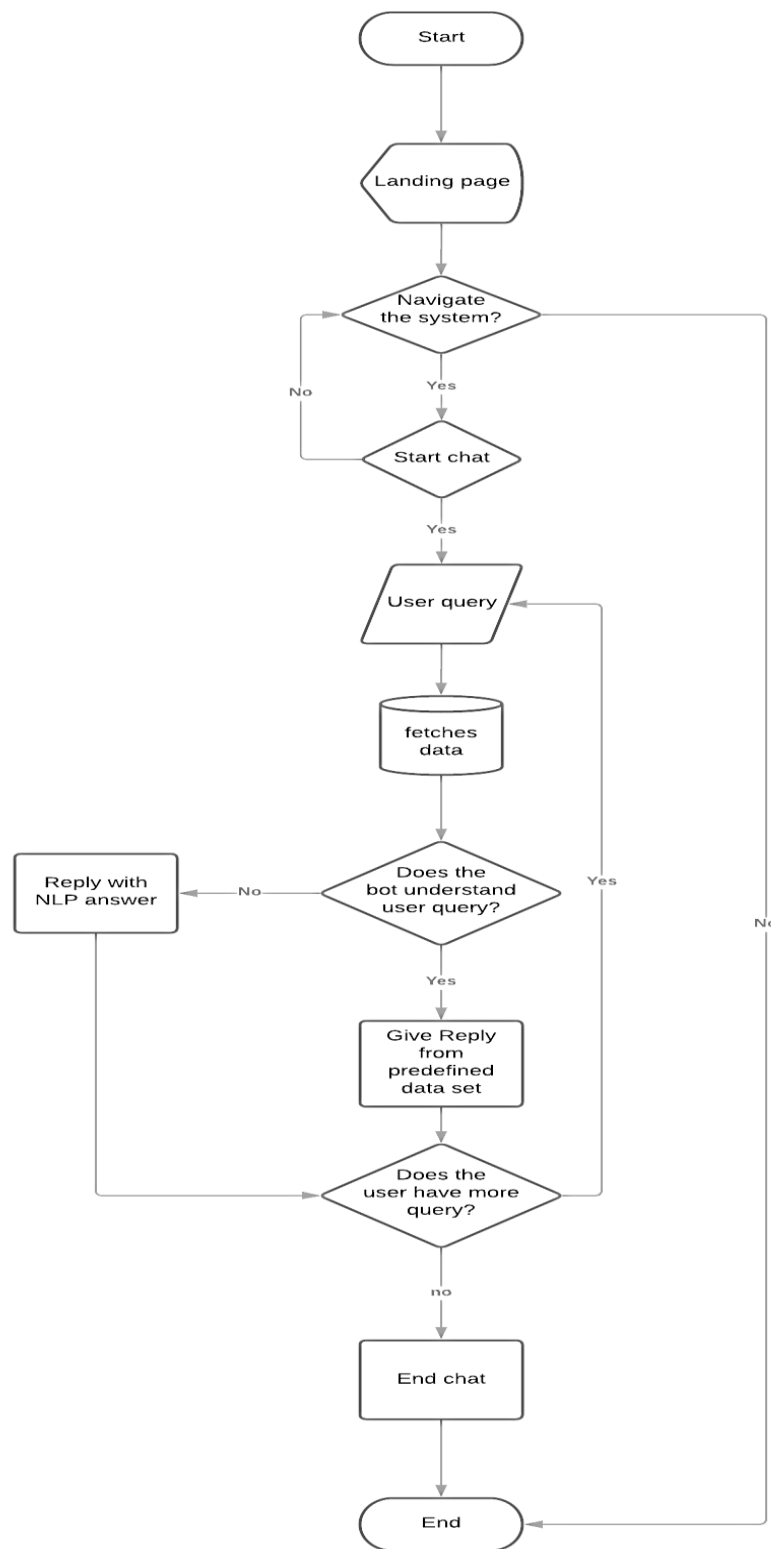 Start
Landing page
Navigate
the system?
No
Yes
Start chat
Yes
User query
fetches
data
Does the
bot understand
user query?
Reply with
NLP answer
No
Yes
No
Yes
Give Reply
from
predefined
data set
Does the
user have more
query?
no
End chat
End